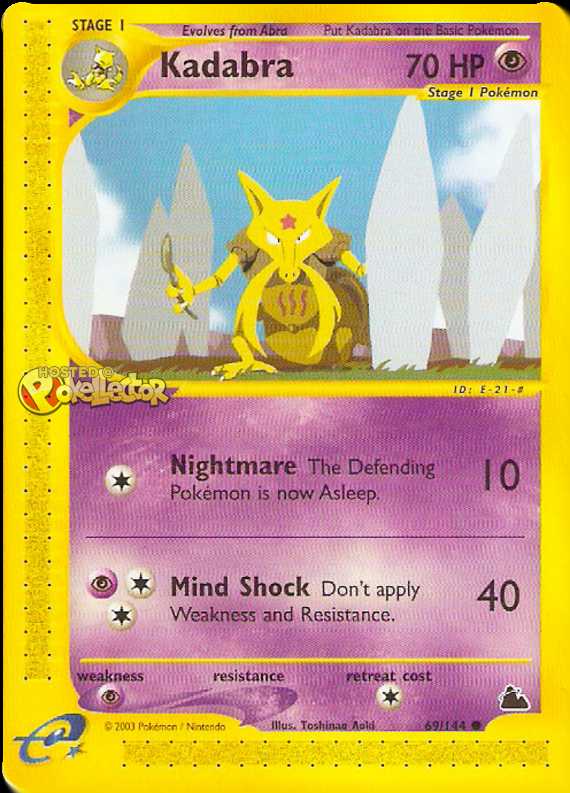 STAGE 1
Evolves from Abra
Put Kadabra on the Basic Pokémon
Kadabra
70 HP
Stage 1 Pokémon
HOSTED @
Pokellector
ID: E-21-#
Nightmare The Defending
Pokémon is now Asleep.
10
Mind Shock Don't apply
Weakness and Resistance.
40
weakness
resistance
retreat cost
© 2003 Pokémon / Nintendo
Illus. Toshinao Aoki
69/144
e